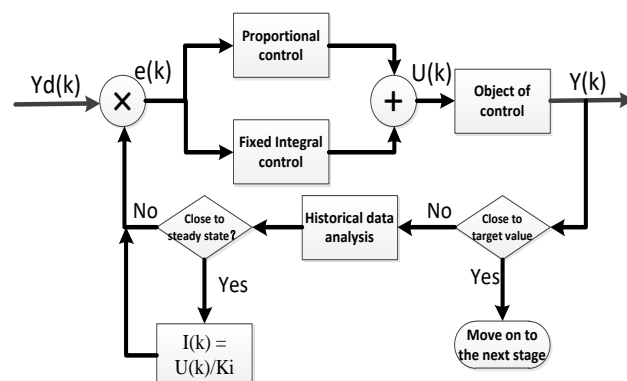 Yd(k)
×
e(k)
Proportional
control
Fixed Integral
control
+
U(k)
Object of
control
Y(k)
Close to
target value
No
Yes
Move on to
the next stage
Historical data
analysis
Close to
steady state?
No
Yes
I(k) =
U(k)/Ki